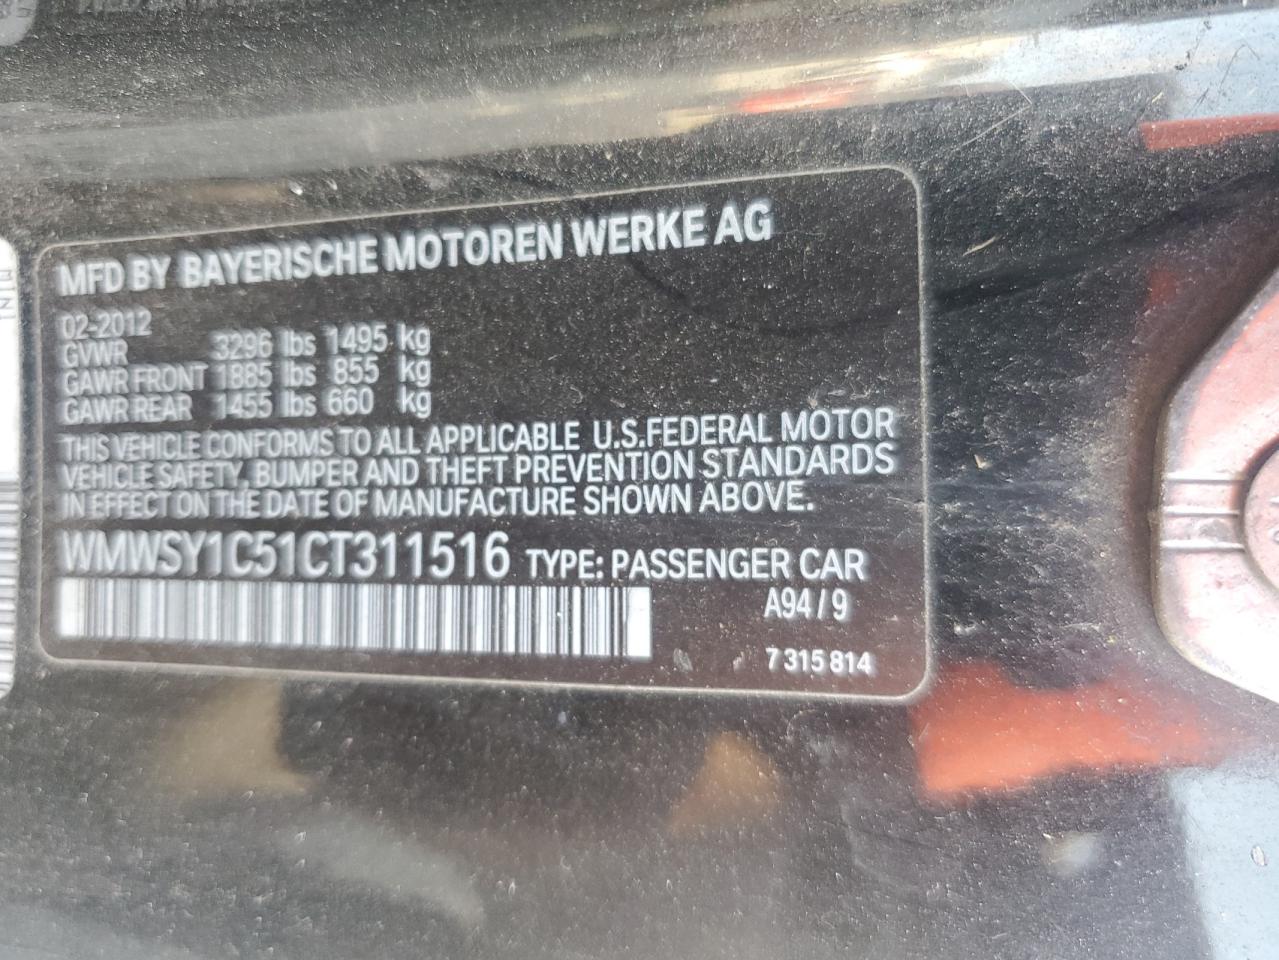 MFD BY BAYERISCHE MOTOREN WERKE AG
02-2012
GVWR 3296 lbs 1495 kg
GAWR FRONT 1885 lbs 855 kg
GAWR REAR 1455 lbs 660 kg
THIS VEHICLE CONFORMS TO ALL APPLICABLE U.S.FEDERAL MOTOR
VEHICLE SAFETY, BUMPER AND THEFT PREVENTION STANDARDS
IN EFFECT ON THE DATE OF MANUFACTURE SHOWN ABOVE.
WMWSY1C51CT311516 TYPE: PASSENGER CAR
A94/9
7 315 814